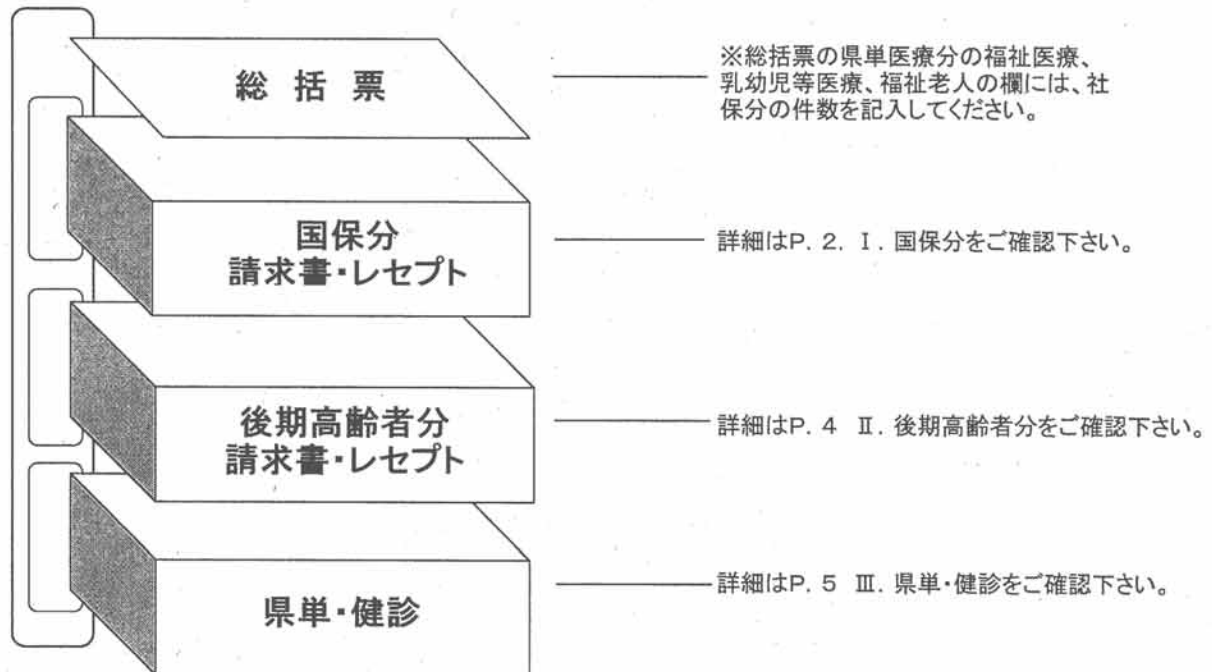 総 括 票
※総括票の県単医療分の福祉医療、
乳幼児等医療、福祉老人の欄には、社
保分の件数を記入してください。
国保分
請求書・レセプト
詳細はP. 2. Ⅰ. 国保分をご確認下さい。
後期高齢者分
請求書・レセプト
詳細はP. 4 Ⅱ. 後期高齢者分をご確認下さい。
県単・健診
詳細はP. 5 Ⅲ. 県単・健診をご確認下さい。